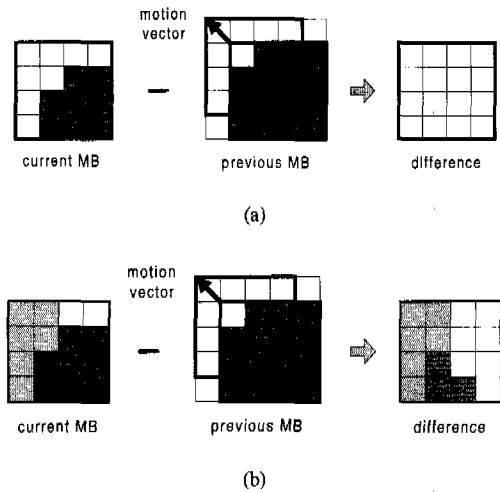 motion
vector
current MB
previous MB
difference
(a)
motion
vector
current MB
previous MB
difference
(b)